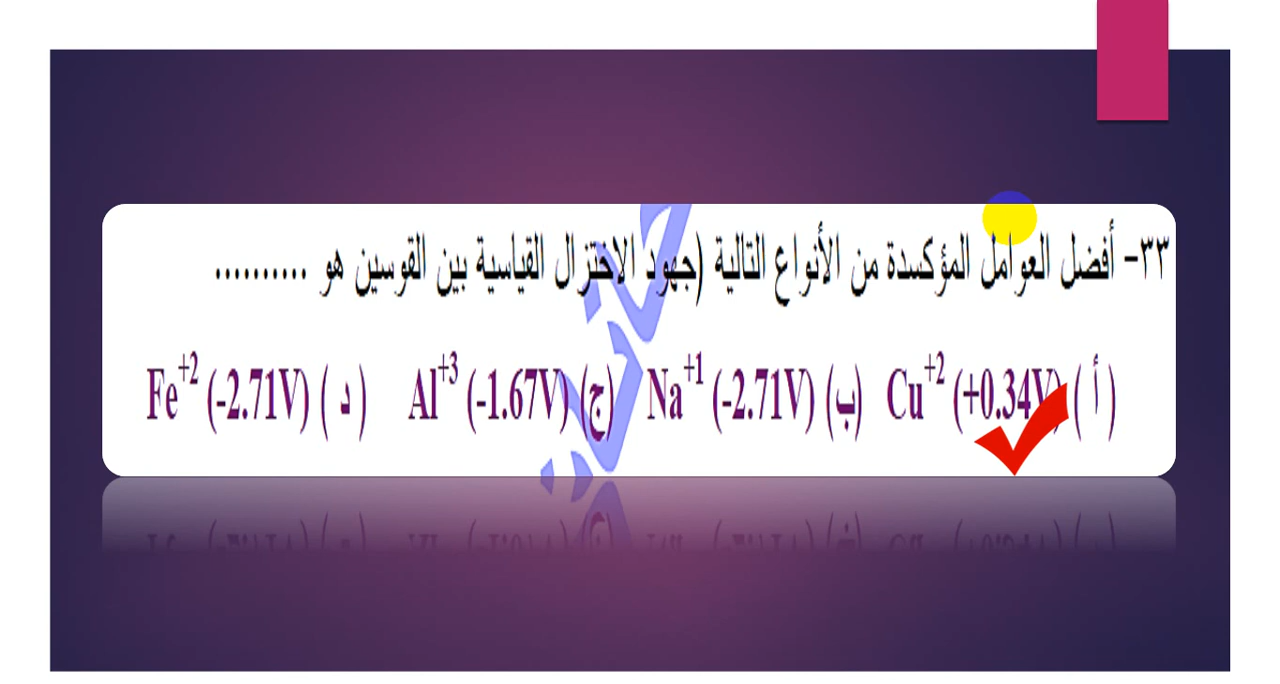 ٣٣- أفضل العوامل المؤكسدة من الأنواع التالية (جهود الاختزال القياسية بين القوسين هو ..........
(أ) Cu+2 (+0.34V) (ب) Na+1 (-2.71V) (ج) Al+3 (-1.67V) (د) Fe+2 (-2.71V)